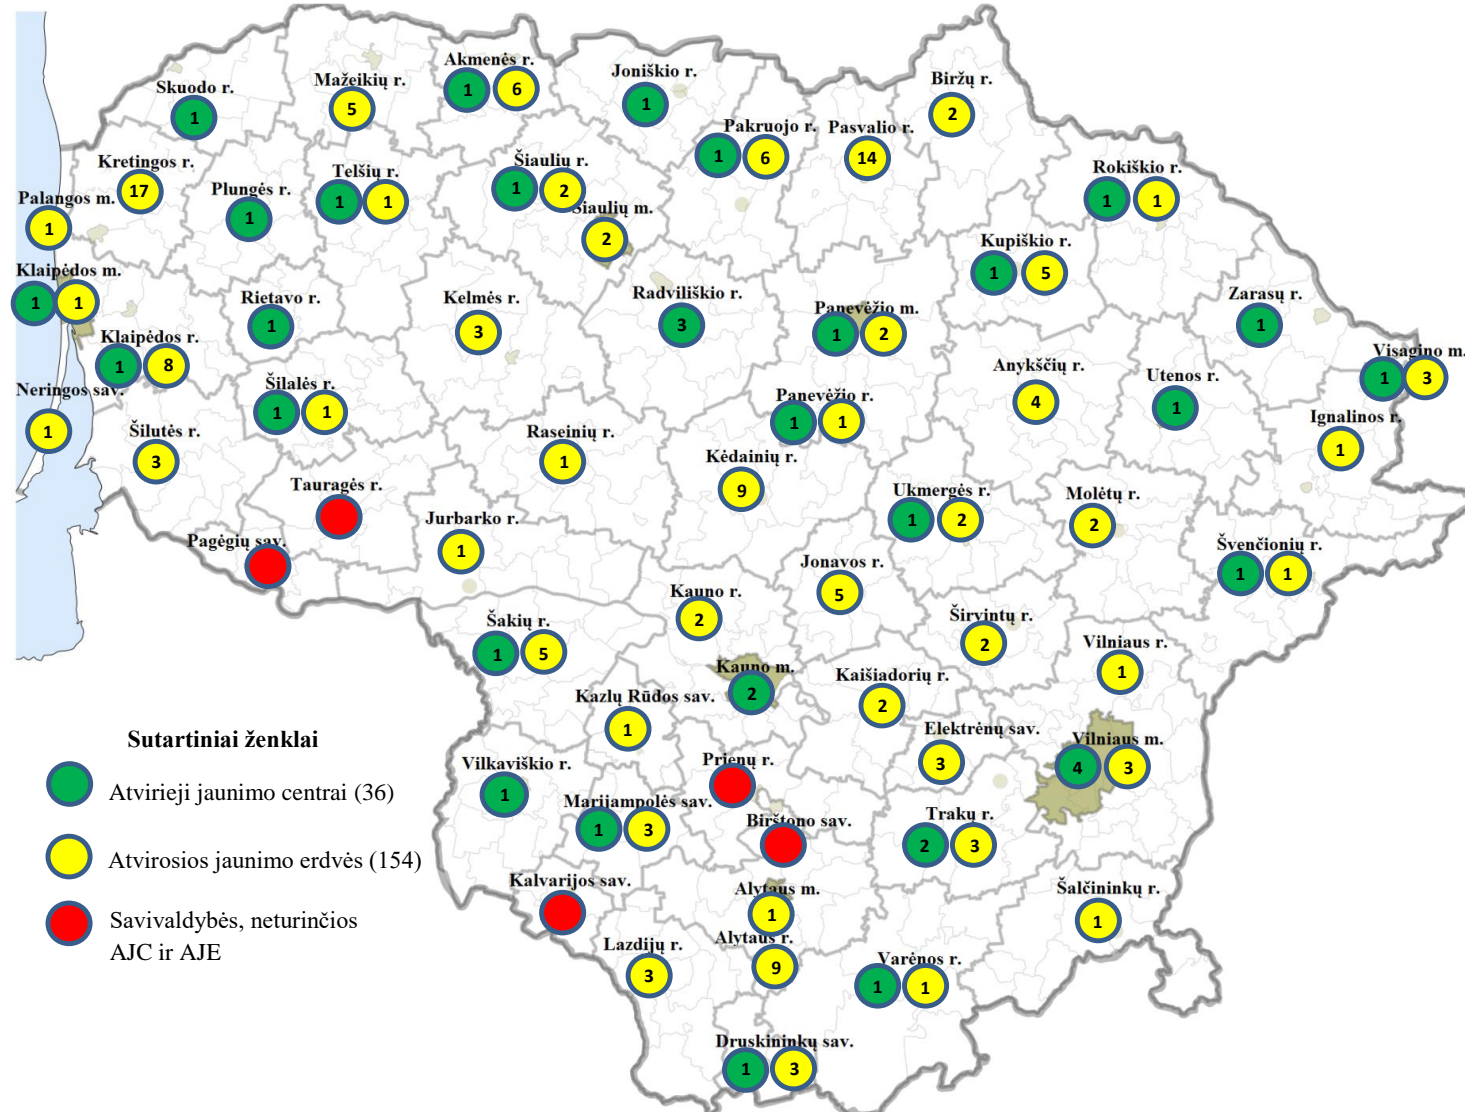 Akmenės r.
1 6
Joniškio r.
1
Mažeikių r.
5
Skuodo r.
1
Biržų r.
2
Pakruojo r.
1 6
Pasvalio r.
14
Kretingos r.
17
Plungės r.
1
Telšių r.
1 1
Šiaulių r.
1 2
Šiaulių m.
2
Rokiškio r.
1 1
Palangos m.
1
Kupiškio r.
1 5
Klaipėdos m.
1 1
Rietavo r.
1
Kelmės r.
3
Radviliškio r.
3
Panevėžio m.
1 2
Zarasų r.
1
Klaipėdos r.
1 8
Visagino m.
1 3
Anykščių r.
4
Utenos r.
1
Neringos sav.
1
Šilalės r.
1 1
Panevėžio r.
1 1
Ignalinos r.
1
Šilutės r.
3
Raseinių r.
1
Kėdainių r.
9
Tauragės r.
Ukmergės r.
1 2
Molėtų r.
2
Jurbarko r.
1
Pagėgių sav.
Švenčionių r.
1 1
Jonavos r.
5
Kauno r.
2
Šakių r.
1 5
Širvintų r.
2
Vilniaus r.
1
Kauno m.
2
Kaišiadorių r.
2
Kazlų Rūdos sav.
1
Elektrėnų sav.
3
Vilniaus m.
4 3
Vilkaviškio r.
1
Prienų r.
Marijampolės sav.
1 3
Birštono sav.
Trakų r.
2 3
Kalvarijos sav.
Alytaus m.
1
Šalčininkų r.
1
Lazdijų r.
3
Alytaus r.
9
Varėnos r.
1 1
Druskininkų sav.
1 3
Sutartiniai ženklai
Atvirieji jaunimo centrai (36)
Atvirosios jaunimo erdvės (154)
Savivaldybės, neturinčios
AJC ir AJE